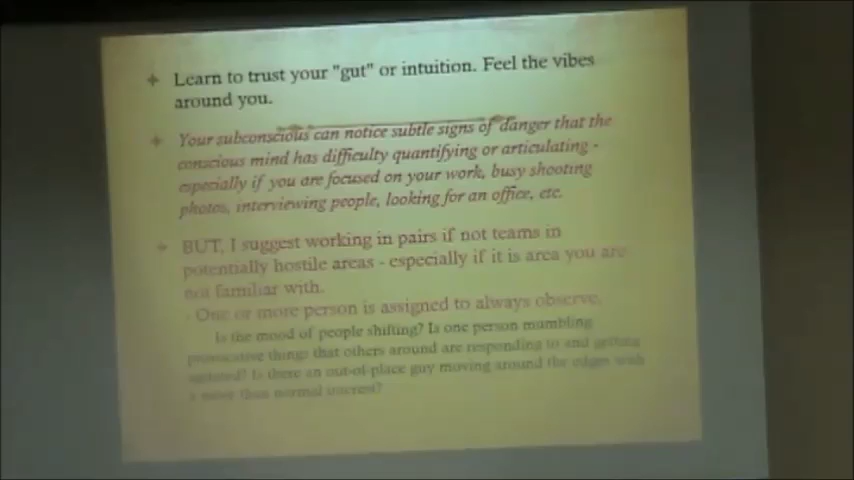 Learn to trust your "gut" or intuition. Feel the vibes
around you.
Your subconscious can notice subtle signs of danger that the
conscious mind has difficulty quantifying or articulating -
especially if you are focused on your work, busy shooting
photos, interviewing people, looking for an office, etc.
BUT, I suggest working in pairs if not teams in
potentially hostile areas - especially if it is area you are
not familiar with.
- One or more person is assigned to always observe.
Is the mood of people shifting? Is one person mumbling
provocative things that others around are responding to and getting
agitated? Is there an out-of-place guy moving around the edges with
a more than normal interest?